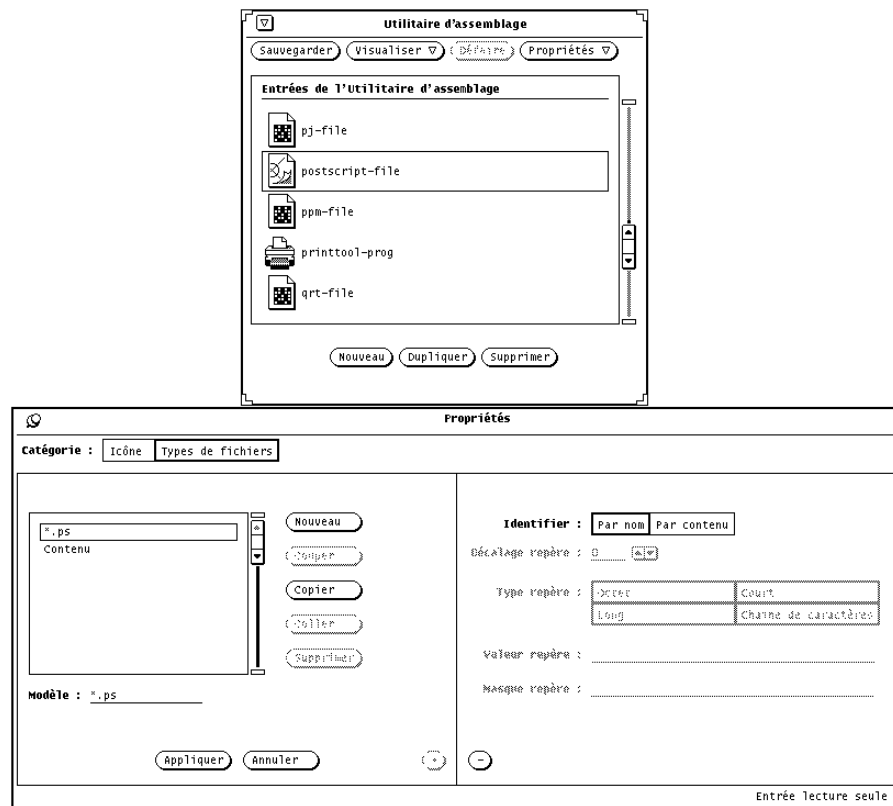 Utilitaire d'assemblage
Sauvegarder Visualiser Défaire Propriétés
Entrées de l'Utilitaire d'assemblage
pj-file
postscript-file
ppm-file
printtool-prog
qrt-file
Nouveau Dupliquer Supprimer
Propriétés
Catégorie : Icône Types de fichiers
*.ps
Contenu
Nouveau
Couper
Copier
Coller
Supprimer
Modèle : *.ps
Appliquer Annuler
+
Identifier : Par nom Par contenu
Décalage repère : 0
Type repère : Octet Court
Long Chaîne de caractères
Valeur repère :
Masque repère :
-
Entrée lecture seule